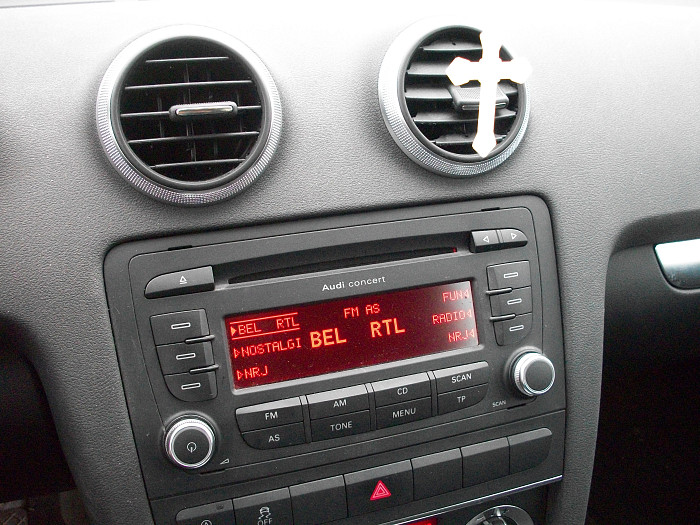 Audi concert
FM AS
BEL RTL
NOSTALGI
NRJ
BEL RTL
FUN
RADIO
NRJ
FM
AM
CD
SCAN
AS
TONE
MENU
TP
SCAN
OFF